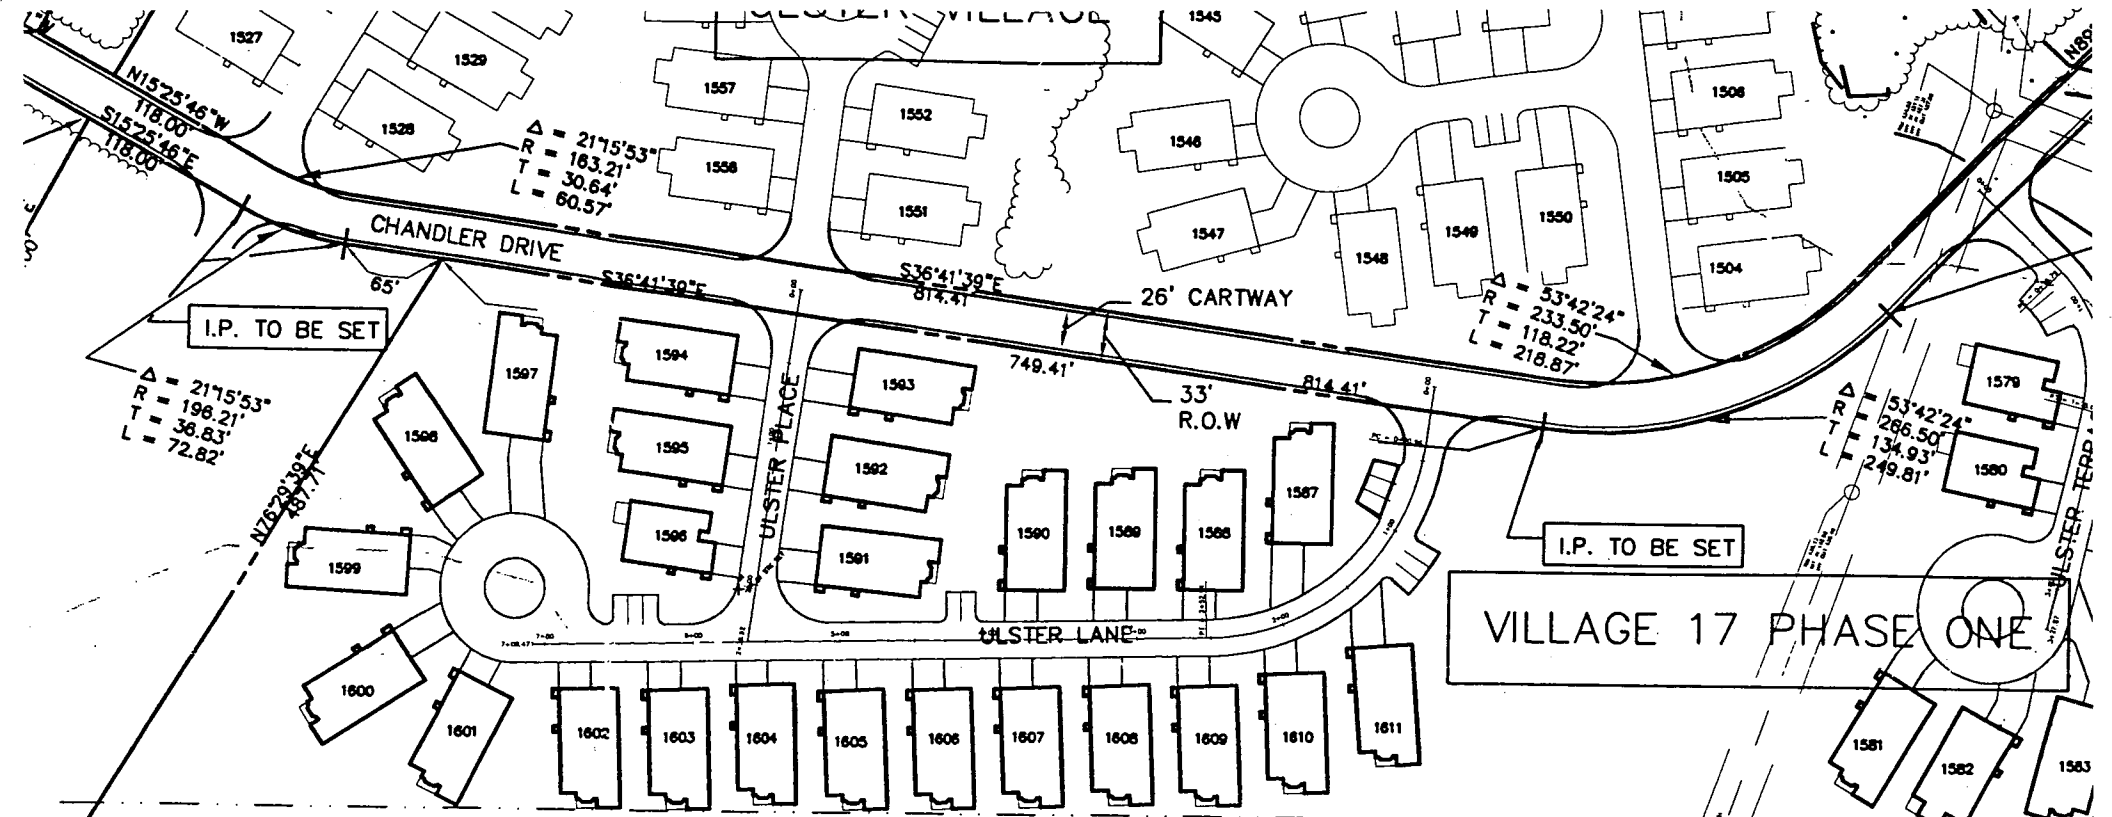 ULSTER VILLAGE
1527
1529
1528
1557
1556
1552
1551
1545
1546
1547
1548
1549
1550
1506
1505
1504
N15°25'46"W
118.00'
S15°25'46"E
118.00'
Δ = 21°15'53"
R = 163.21'
T = 30.64'
L = 60.57'
CHANDLER DRIVE
65'
S36°41'39"E
S36°41'39"E
814.41'
26' CARTWAY
749.41'
33'
R.O.W
814.41'
Δ = 53°42'24"
R = 233.50'
T = 118.22'
L = 218.87'
I.P. TO BE SET
Δ = 21°15'53"
R = 196.21'
T = 36.83'
L = 72.82'
N76°29'39"E
487.71'
Δ = 53°42'24"
R = 266.50'
T = 134.93'
L = 249.81'
I.P. TO BE SET
VILLAGE 17 PHASE ONE
ULSTER PLACE
ULSTER LANE
1597
1598
1599
1600
1601
1594
1595
1596
1593
1592
1591
1590
1589
1588
1587
1579
1580
1581
1582
1583
1602
1603
1604
1605
1606
1607
1608
1609
1610
1611